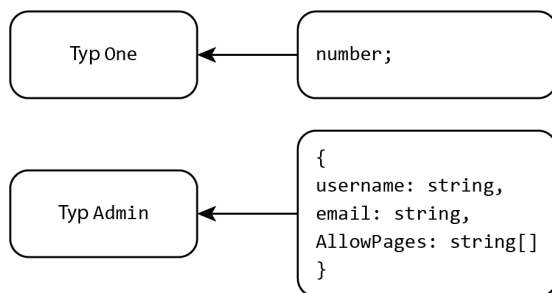 Typ One
number;
Typ Admin
{
username: string,
email: string,
AllowPages: string[]
}